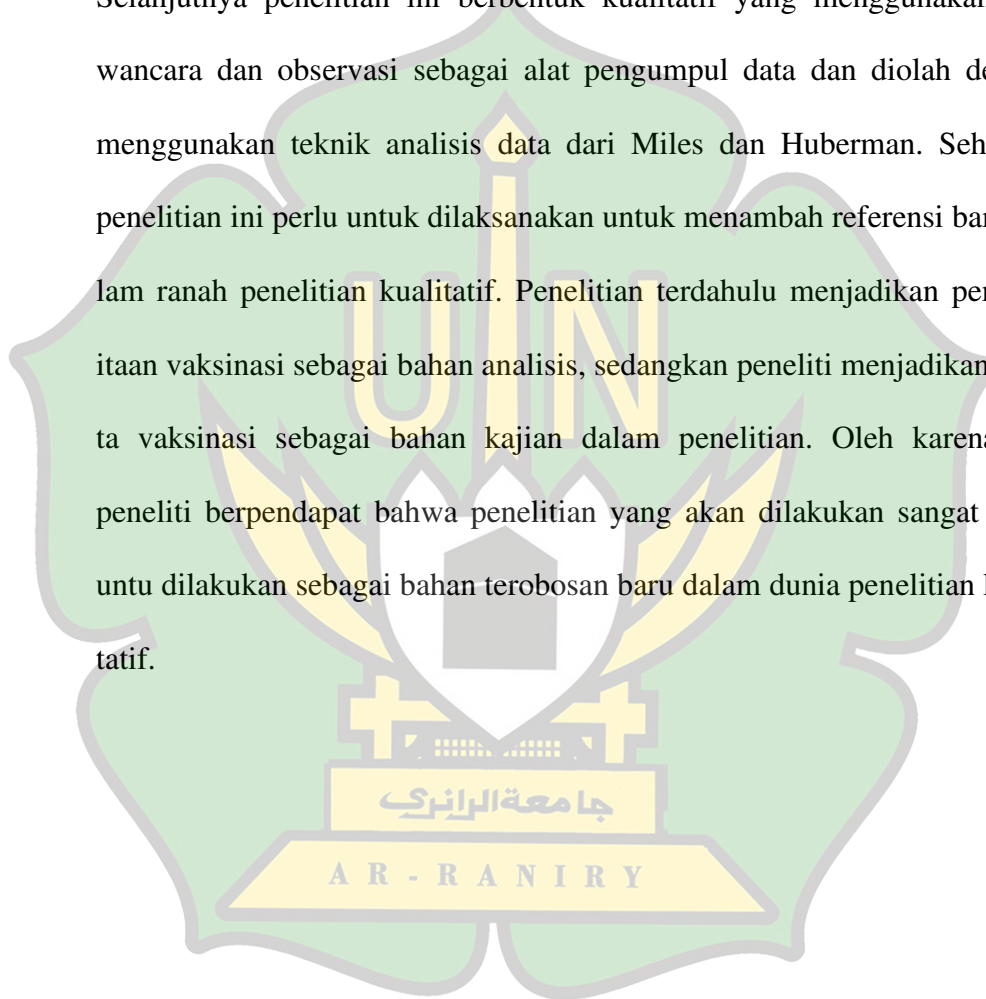 Selanjutnya penelitian ini berbentuk kualitatif yang menggunakan
wancara dan observasi sebagai alat pengumpul data dan diolah de
menggunakan teknik analisis data dari Miles dan Huberman. Seh
penelitian ini perlu untuk dilaksanakan untuk menambah referensi bar
lam ranah penelitian kualitatif. Penelitian terdahulu menjadikan per
itaan vaksinasi sebagai bahan analisis, sedangkan peneliti menjadikan
ta vaksinasi sebagai bahan kajian dalam penelitian. Oleh karena
peneliti berpendapat bahwa penelitian yang akan dilakukan sangat
untu dilakukan sebagai bahan terobosan baru dalam dunia penelitian
tatif.
UIN
جامعة الرانري
AR-RANIRY